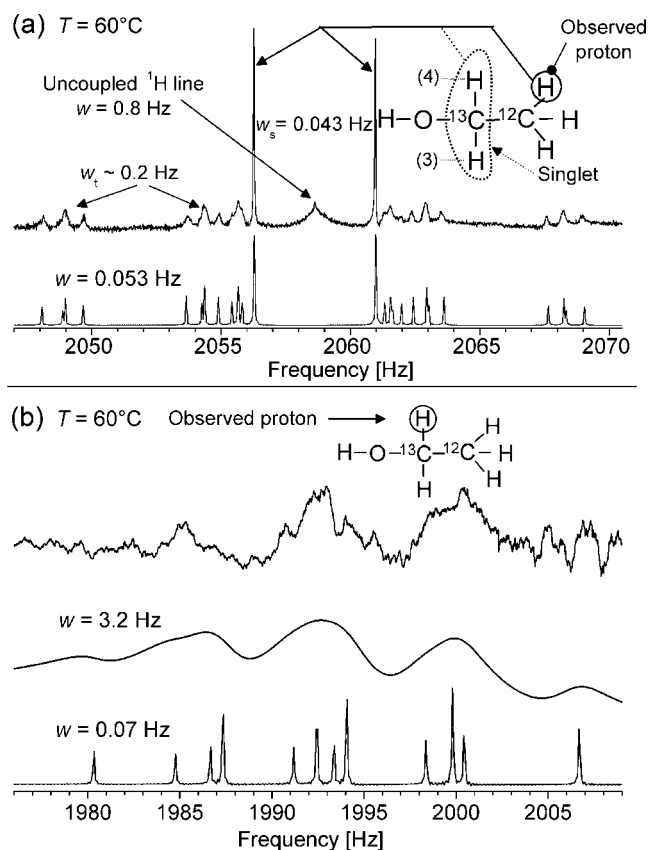 (a) T = 60°C
Observed
proton
Uncoupled ¹H line
w = 0.8 Hz
(4) H H
wₛ = 0.043 HZ
H–O–¹³C–¹²C–H
wₜ ~ 0.2 Hz
(3) H H
Singlet
w = 0.053 Hz
2050 2055 2060 2065 2070
Frequency [Hz]
(b) T = 60°C Observed proton H
H
H–O–¹³C–¹²C–H
H H
w = 3.2 Hz
w = 0.07 Hz
1980 1985 1990 1995 2000 2005
Frequency [Hz]